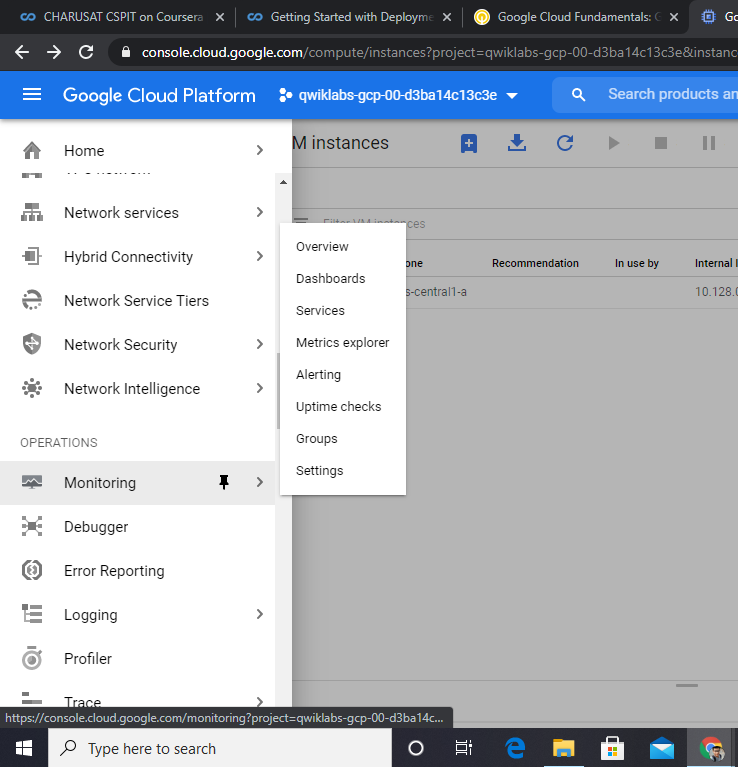 CHARUSAT CSPIT on Coursera
Getting Started with Deployme
Google Cloud Fundamentals: G
Go
console.cloud.google.com/compute/instances?project=qwiklabs-gcp-00-d3ba14c13c3e&instanc
Google Cloud Platform
qwiklabs-gcp-00-d3ba14c13c3e
Search products an
Home
M instances
Network services
Filter VM instances
Hybrid Connectivity
Overview
one
Recommendation
In use by
Internal I
Dashboards
s-central1-a
10.128.0
Network Service Tiers
Services
Network Security
Metrics explorer
Alerting
Network Intelligence
Uptime checks
OPERATIONS
Groups
Settings
Monitoring
Debugger
Error Reporting
Logging
Profiler
Trace
https://console.cloud.google.com/monitoring?project=qwiklabs-gcp-00-d3ba14c...
Type here to search